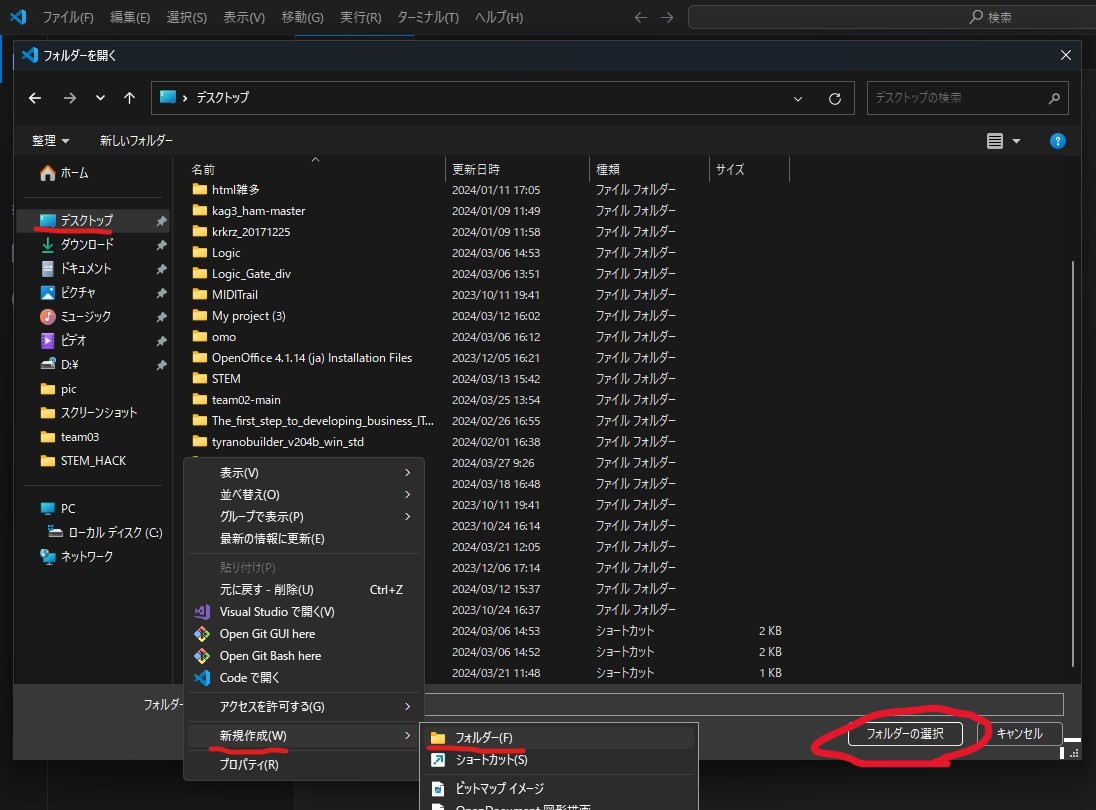 ファイル(F) 編集(E) 選択(S) 表示(V) 移動(G) 実行(R) ターミナル(T) ヘルプ(H) 検索
フォルダーを開く
デスクトップ デスクトップの検索
整理 新しいフォルダー
名前 更新日時 種類 サイズ
ホーム
デスクトップ
ダウンロード
ドキュメント
ピクチャ
ミュージック
ビデオ
D:¥
pic
スクリーンショット
team03
STEM_HACK
PC
ローカル ディスク (C:)
ネットワーク
html雑多 2024/01/11 17:05 ファイル フォルダー
kag3_ham-master 2024/01/09 11:49 ファイル フォルダー
krkrz_20171225 2024/01/09 11:58 ファイル フォルダー
Logic 2024/03/06 14:53 ファイル フォルダー
Logic_Gate_div 2024/03/06 13:51 ファイル フォルダー
MIDITrail 2023/10/11 19:41 ファイル フォルダー
My project (3) 2024/03/12 16:02 ファイル フォルダー
omo 2024/03/06 16:12 ファイル フォルダー
OpenOffice 4.1.14 (ja) Installation Files 2023/12/05 16:21 ファイル フォルダー
STEM 2024/03/13 15:42 ファイル フォルダー
team02-main 2024/03/25 13:54 ファイル フォルダー
The_first_step_to_developing_business_IT... 2024/02/26 16:55 ファイル フォルダー
tyranobuilder_v204b_win_std 2024/02/01 16:38 ファイル フォルダー
2024/03/27 9:26 ファイル フォルダー
2024/03/18 16:48 ファイル フォルダー
2023/10/11 19:41 ファイル フォルダー
2023/10/24 16:14 ファイル フォルダー
2024/03/21 12:05 ファイル フォルダー
2023/12/06 17:14 ファイル フォルダー
2024/03/12 15:37 ファイル フォルダー
2023/10/24 16:37 ファイル フォルダー
2024/03/06 14:53 ショートカット 2 KB
2024/03/06 14:52 ショートカット 2 KB
2024/03/21 11:48 ショートカット 1 KB
表示(V)
並べ替え(O)
グループで表示(P)
最新の情報に更新(E)
貼り付け(P)
元に戻す - 削除(U) Ctrl+Z
Visual Studio で開く(V)
Open Git GUI here
Open Git Bash here
Code で開く
アクセスを許可する(G)
新規作成(W)
プロパティ(R)
フォルダー
フォルダー(F)
ショートカット(S)
ビットマップ イメージ
OpenDocument 図形描画
フォルダーの選択 キャンセル